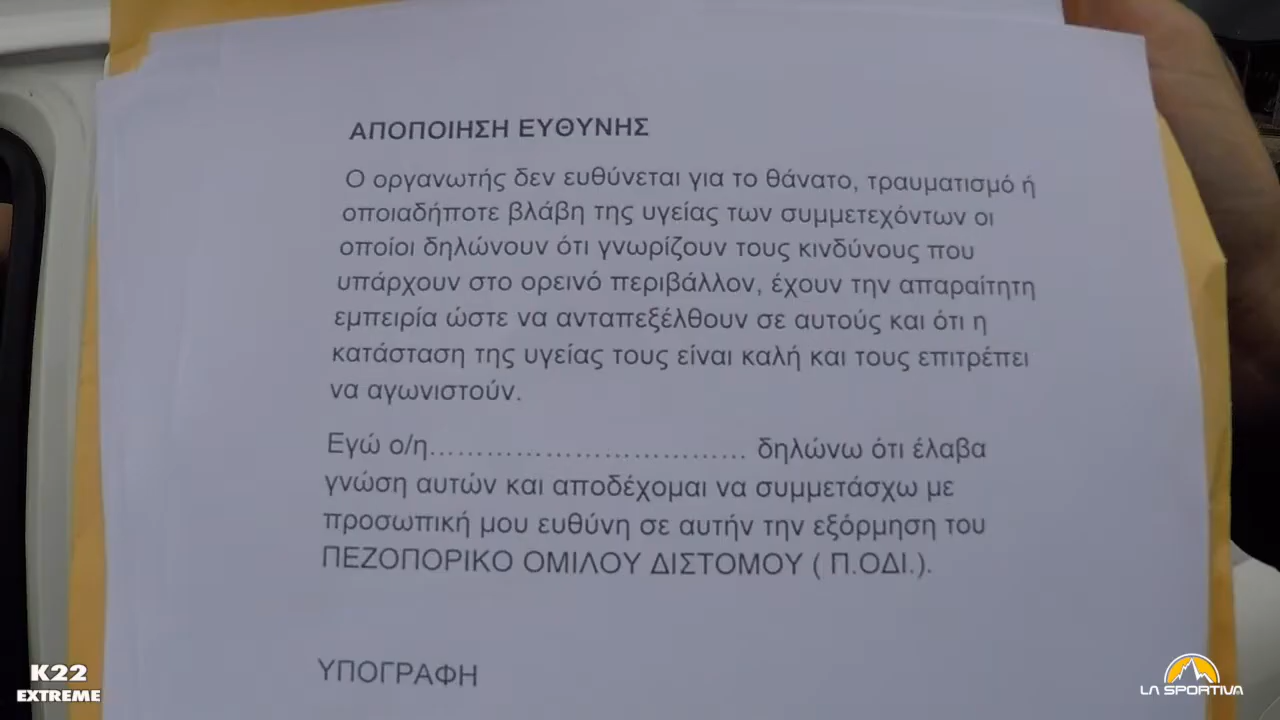 ΑΠΟΠΟΙΗΣΗ ΕΥΘΥΝΗΣ
Ο οργανωτής δεν ευθύνεται για το θάνατο, τραυματισμό ή
οποιαδήποτε βλάβη της υγείας των συμμετεχόντων οι
οποίοι δηλώνουν ότι γνωρίζουν τους κινδύνους που
υπάρχουν στο ορεινό περιβάλλον, έχουν την απαραίτητη
εμπειρία ώστε να ανταπεξέλθουν σε αυτούς και ότι η
κατάσταση της υγείας τους είναι καλή και τους επιτρέπει
να αγωνιστούν.
Εγώ ο/η……………………………… δηλώνω ότι έλαβα
γνώση αυτών και αποδέχομαι να συμμετάσχω με
προσωπική μου ευθύνη σε αυτήν την εξόρμηση του
ΠΕΖΟΠΟΡΙΚΟ ΟΜΙΛΟΥ ΔΙΣΤΟΜΟΥ ( Π.ΟΔΙ.).
ΥΠΟΓΡΑΦΗ
K22
EXTREME
LA SPORTIVA